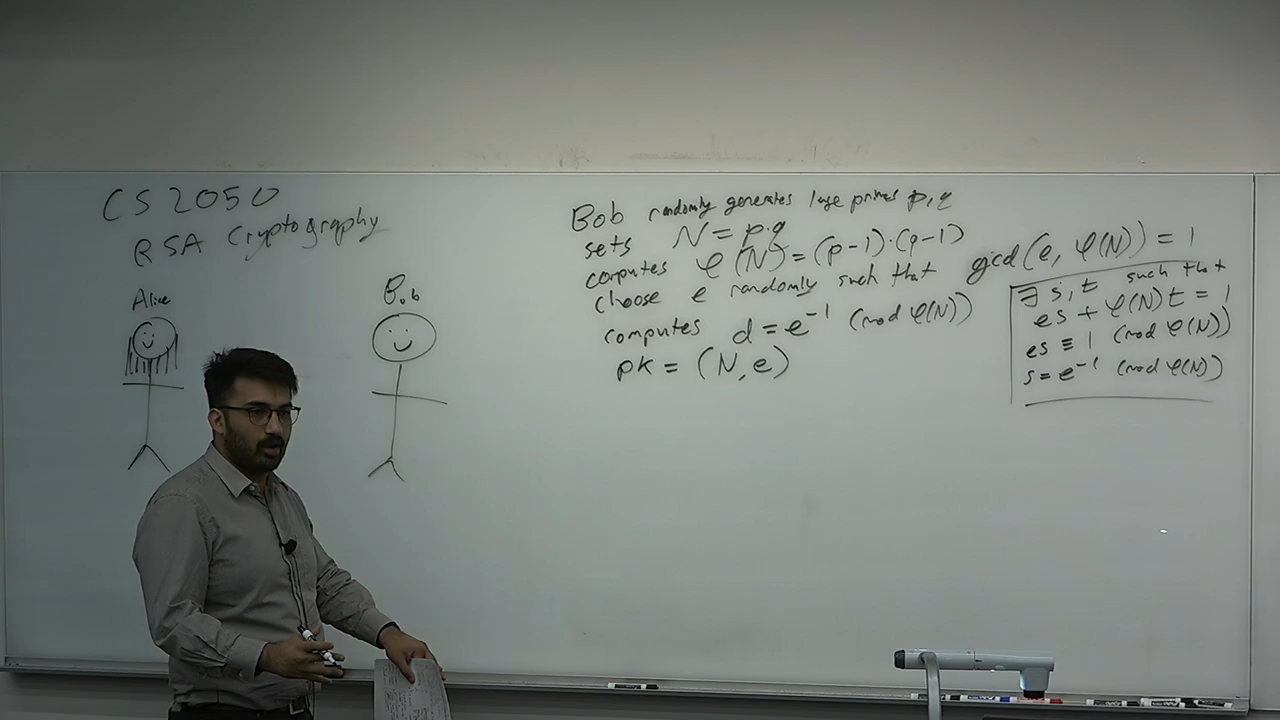 CS 2050
RSA Cryptography
Alice
Bob
Bob randomly generates large primes p, q
sets N = p·q
computes φ(N) = (p-1)·(q-1)
choose e randomly such that gcd(e, φ(N)) = 1
computes d = e⁻¹ (mod φ(N))
pk = (N, e)
∃ s, t such that
es + φ(N)t = 1
es ≡ 1 (mod φ(N))
s = e⁻¹ (mod φ(N))